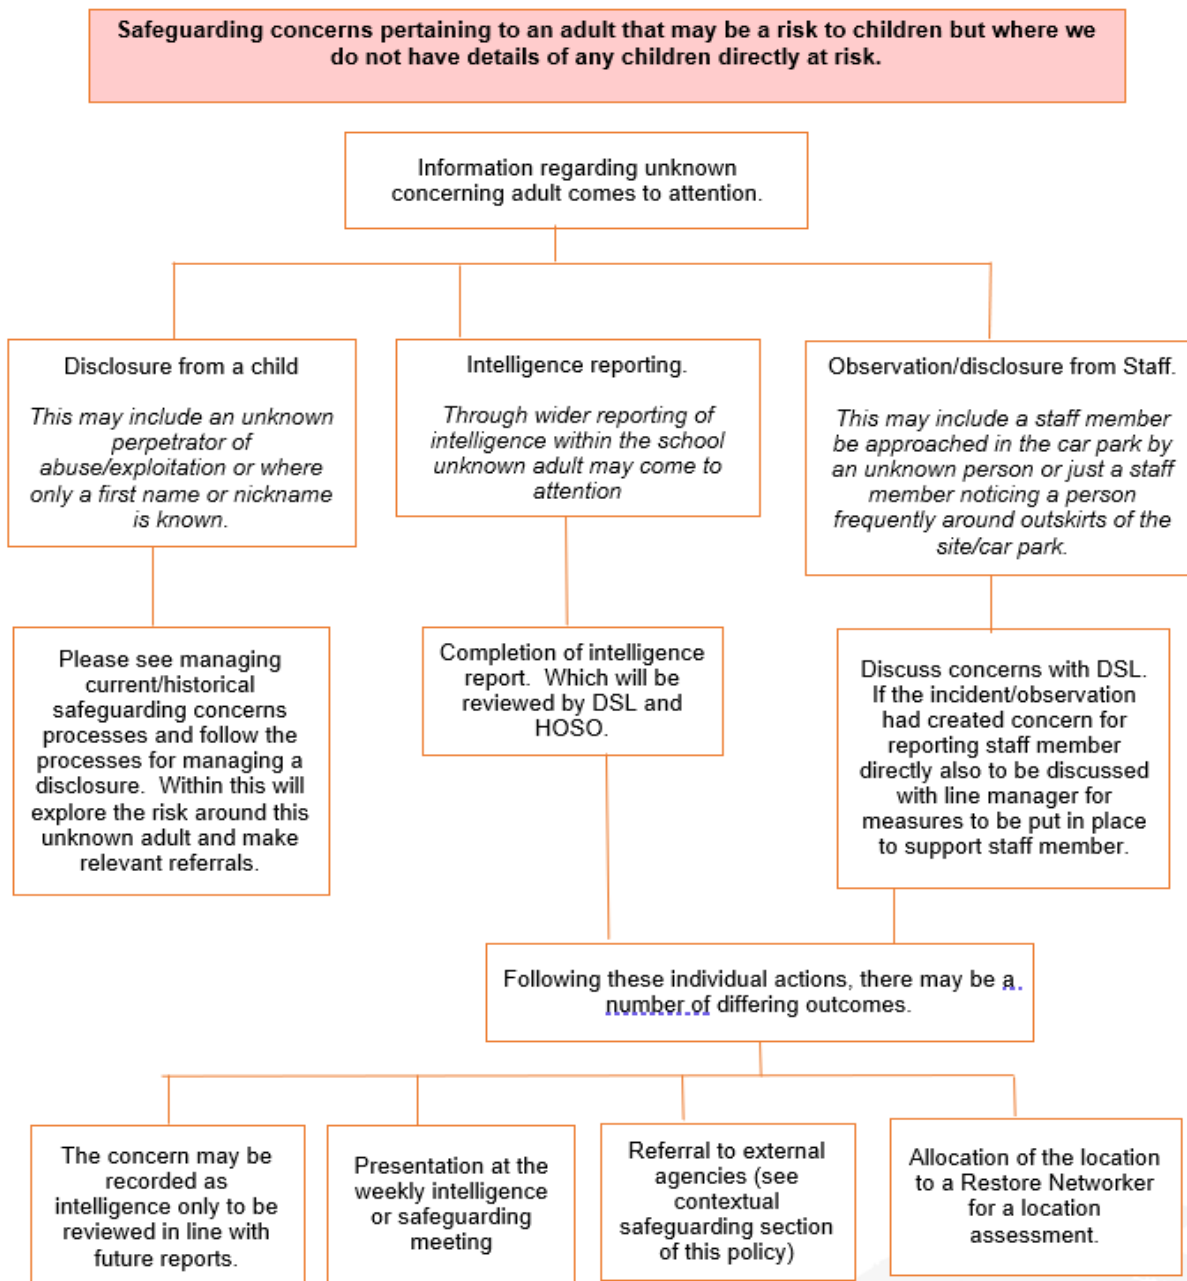 Safeguarding concerns pertaining to an adult that may be a risk to children but where we
do not have details of any children directly at risk.
Information regarding unknown
concerning adult comes to attention.
Disclosure from a child
This may include an unknown
perpetrator of
abuse/exploitation or where
only a first name or nickname
is known.
Intelligence reporting.
Through wider reporting of
intelligence within the school
unknown adult may come to
attention
Observation/disclosure from Staff.
This may include a staff member
be approached in the car park by
an unknown person or just a staff
member noticing a person
frequently around outskirts of the
site/car park.
Please see managing
current/historical
safeguarding concerns
processes and follow the
processes for managing a
disclosure. Within this will
explore the risk around this
unknown adult and make
relevant referrals.
Completion of intelligence
report. Which will be
reviewed by DSL and
HOSO.
Discuss concerns with DSL.
If the incident/observation
had created concern for
reporting staff member
directly also to be discussed
with line manager for
measures to be put in place
to support staff member.
Following these individual actions, there may be a
number of differing outcomes.
The concern may be
recorded as
intelligence only to be
reviewed in line with
future reports.
Presentation at the
weekly intelligence
or safeguarding
meeting
Referral to external
agencies (see
contextual
safeguarding section
of this policy)
Allocation of the location
to a Restore Networker
for a location
assessment.